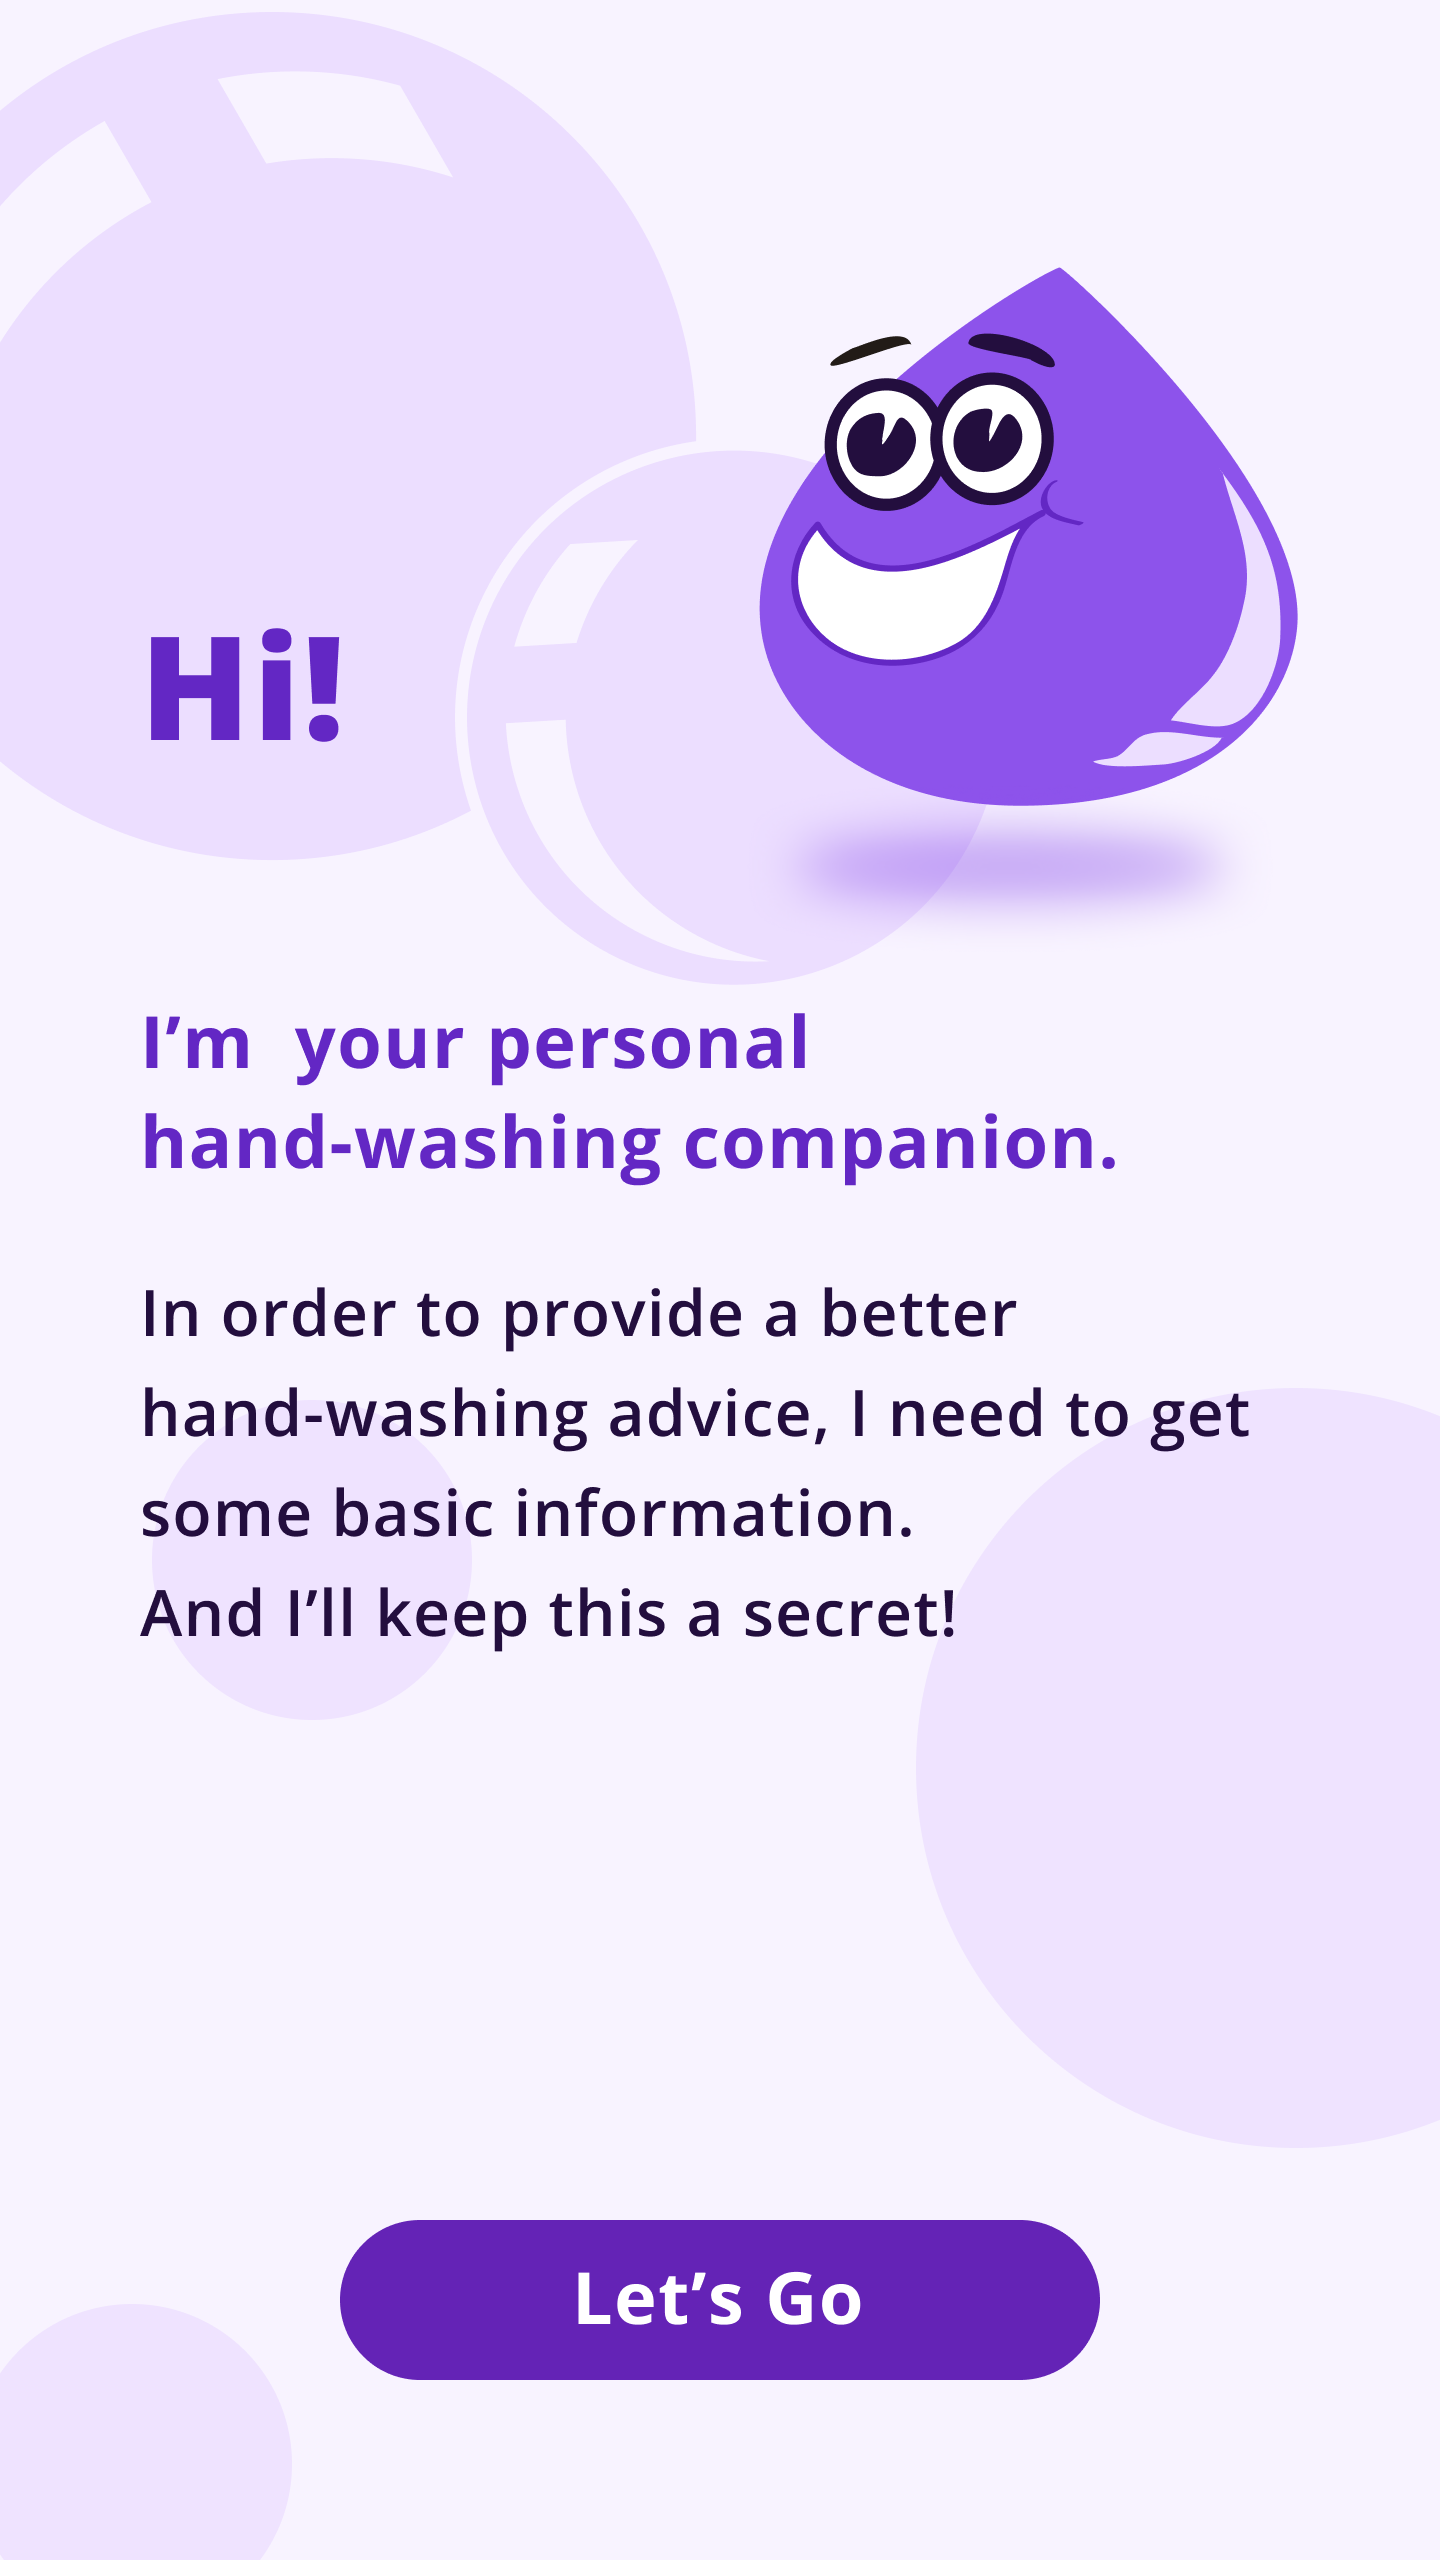 Hi!
I’m  your personal
hand-washing companion.
In order to provide a better
hand-washing advice, I need to get
some basic information.
And I’ll keep this a secret!
Let’s Go